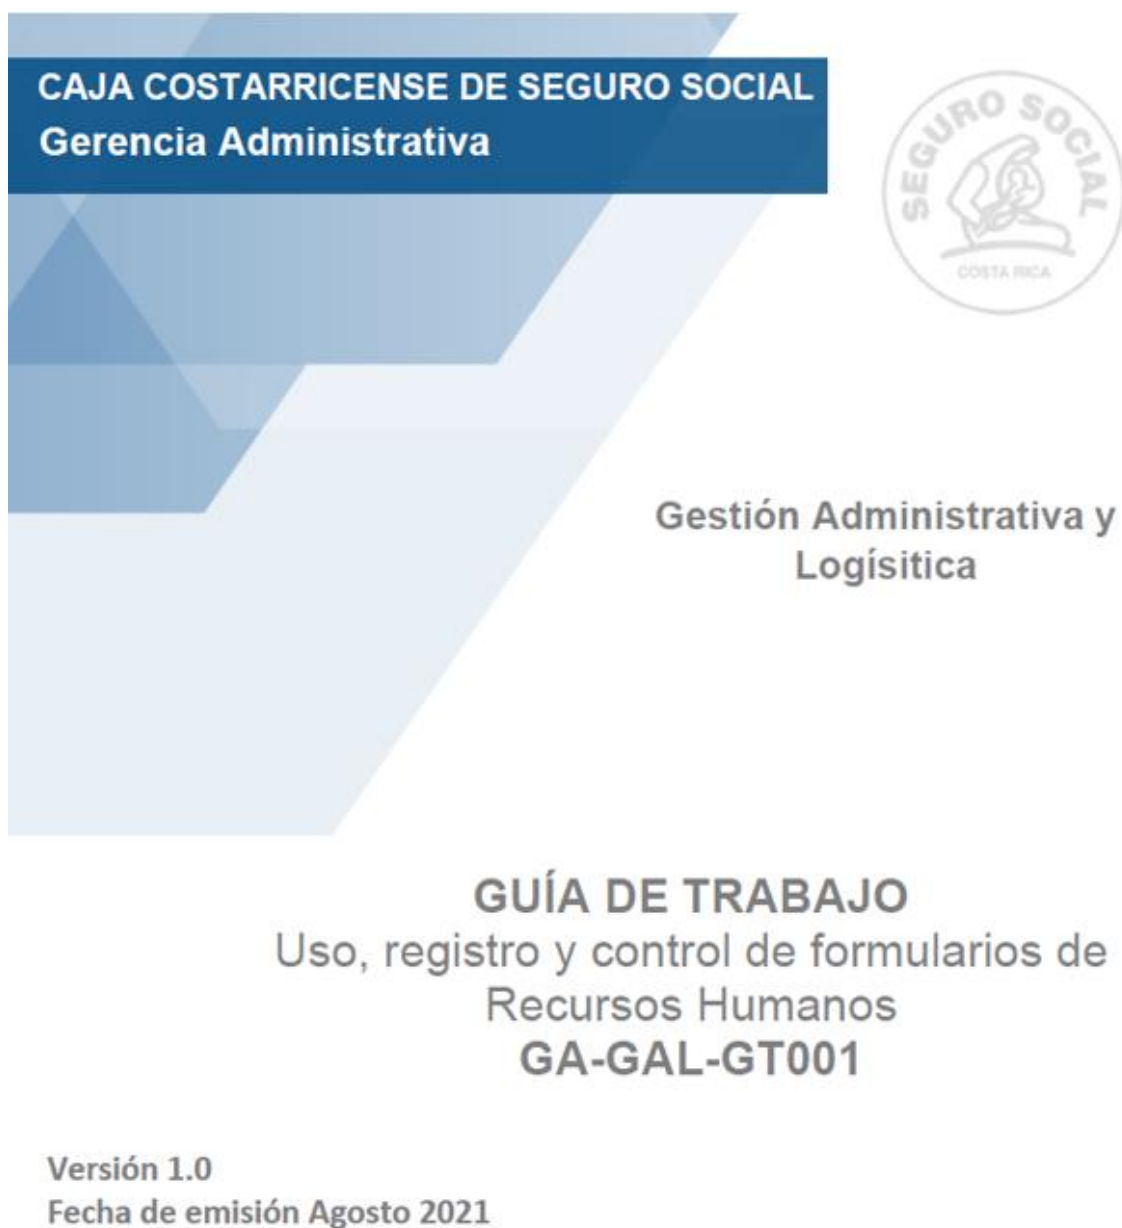 CAJA COSTARRICENSE DE SEGURO SOCIAL
Gerencia Administrativa
SEGURO SOCIAL
COSTA RICA
Gestión Administrativa y
Logísitica
GUÍA DE TRABAJO
Uso, registro y control de formularios de
Recursos Humanos
GA-GAL-GT001
Versión 1.0
Fecha de emisión Agosto 2021